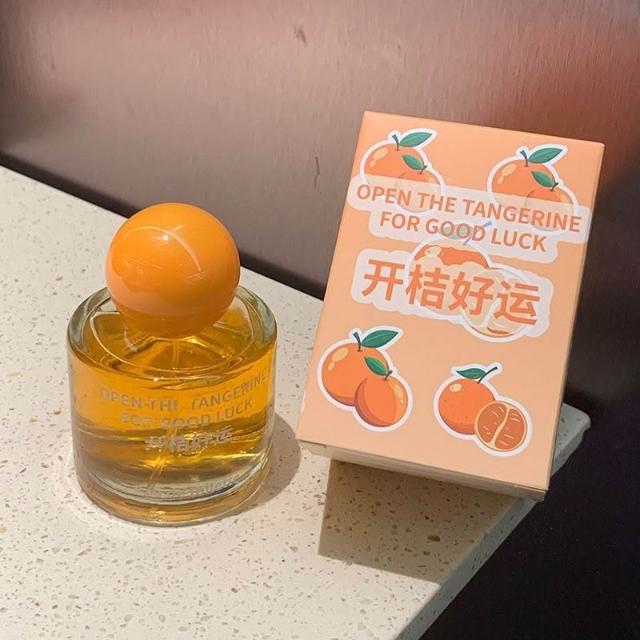 OPEN THE TANGERINE
FOR GOOD LUCK
开桔好运
OPEN THE TANGERINE
FOR GOOD LUCK
开桔好运